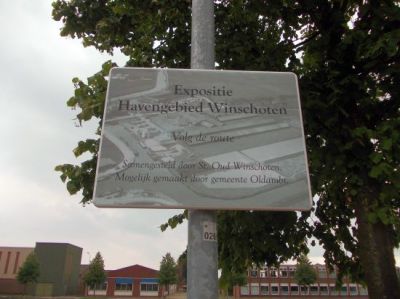 Expositie
Havengebied Winschoten
Volg de route
Samengesteld door St. Oud Winschoten.
Mogelijk gemaakt door gemeente Oldambt.